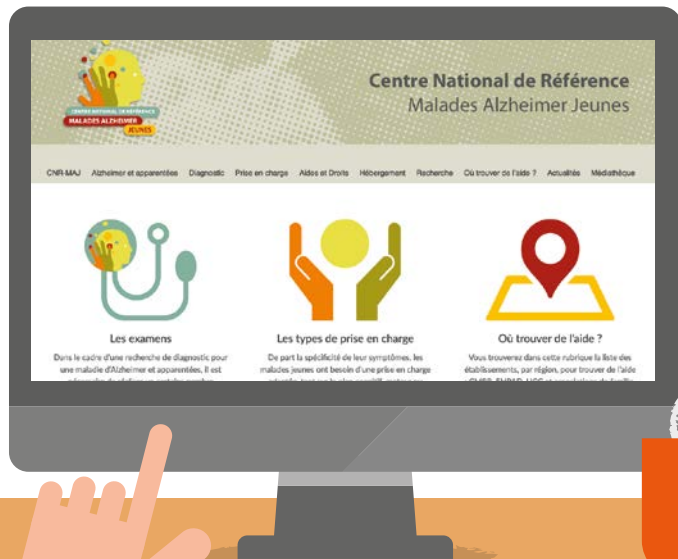 CENTRE NATIONAL DE RÉFÉRENCE
MALADES ALZHEIMER
JEUNES
Centre National de Référence
Malades Alzheimer Jeunes
CNR-MAJ Alzheimer et apparentées Diagnostic Prise en charge Aides et Droits Hébergement Recherche Où trouver de l'aide ? Actualités Médiathèque
Les examens
Dans le cadre d'une recherche de diagnostic pour
une maladie d'Alzheimer et apparentées, il est
Les types de prise en charge
De part la spécificité de leur symptômes, les
malades jeunes ont besoin d'une prise en charge
Où trouver de l'aide ?
Vous trouverez dans cette rubrique la liste des
établissements, par région, pour trouver de l'aide